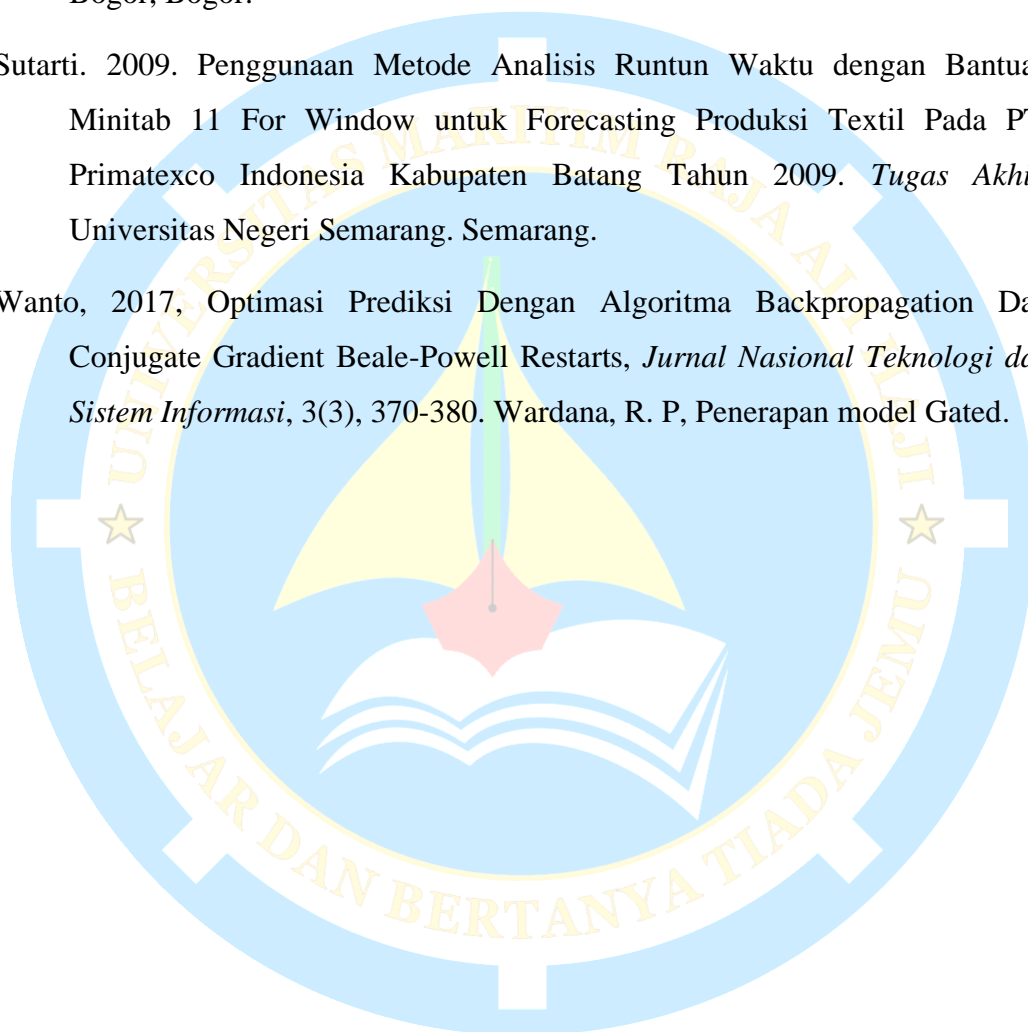 Bogor, Bogor.
Sutarti. 2009. Penggunaan Metode Analisis Runtun Waktu dengan Bantua
Minitab 11 For Window untuk Forecasting Produksi Textil Pada PT
Primatexco Indonesia Kabupaten Batang Tahun 2009. Tugas Akhi
Universitas Negeri Semarang. Semarang.
Wanto, 2017, Optimasi Prediksi Dengan Algoritma Backpropagation Da
Conjugate Gradient Beale-Powell Restarts, Jurnal Nasional Teknologi da
Sistem Informasi, 3(3), 370-380. Wardana, R. P, Penerapan model Gated.
UNIVERSITAS MARITIM RAJA ALI HAJI
BELAJAR DAN BERTANYA TIADA JEMU